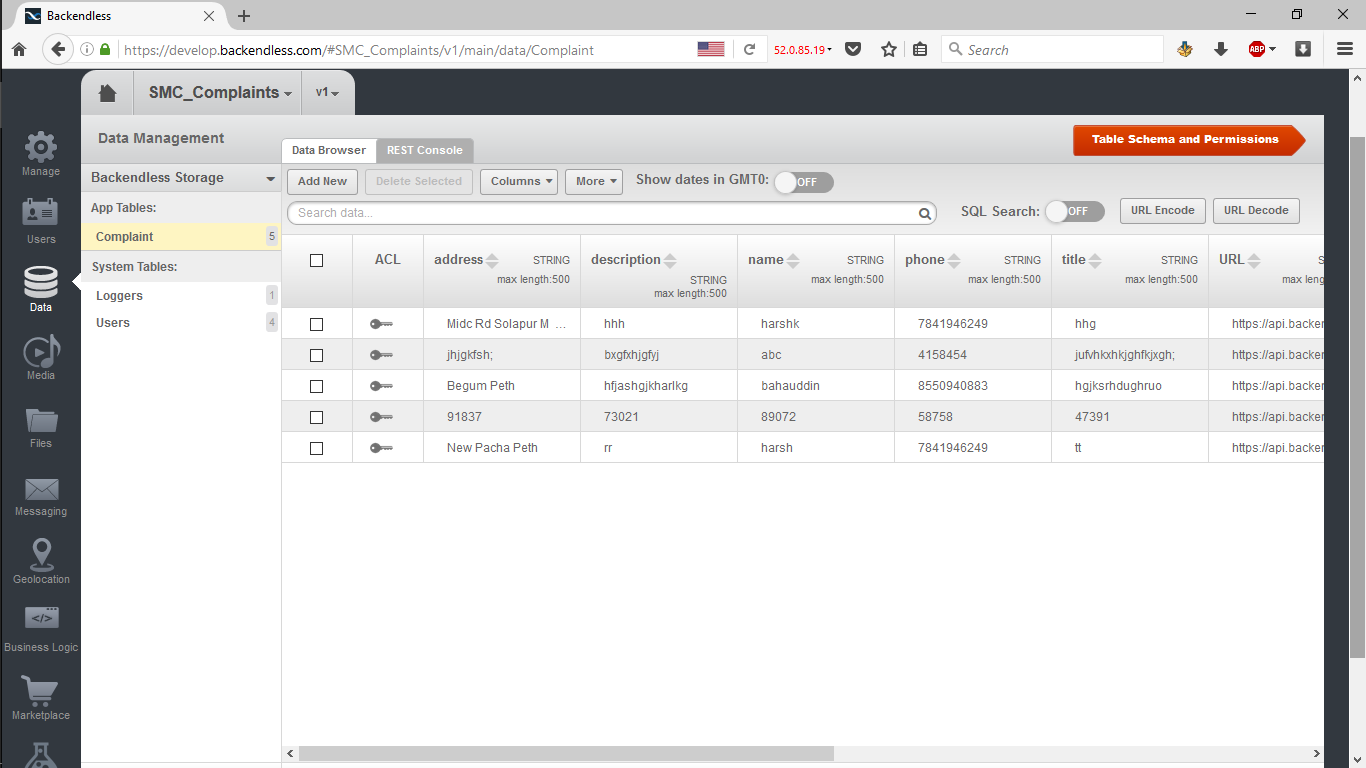 Backendless
https://develop.backendless.com/#SMC_Complaints/v1/main/data/Complaint
52.0.85.19
Search
ABP
SMC_Complaints
v1
Data Management
Data Browser
REST Console
Table Schema and Permissions
Manage
Users
Data
Media
Files
Messaging
Geolocation
Business Logic
Marketplace
Backendless Storage
App Tables:
Complaint 5
System Tables:
Loggers 1
Users 4
Add New Delete Selected Columns More Show dates in GMT0: OFF
Search data... SQL Search: OFF URL Encode URL Decode
ACL address STRING max length:500 description STRING max length:500 name STRING max length:500 phone STRING max length:500 title STRING max length:500 URL
Midc Rd Solapur M ... hhh harshk 7841946249 hhg https://api.backer
jhjgkfsh; bxgfxhjgfyj abc 4158454 jufvhkxhkjghfkjxgh; https://api.backer
Begum Peth hfjashgjkharlkg bahauddin 8550940883 hgjksrhdughruo https://api.backer
91837 73021 89072 58758 47391 https://api.backer
New Pacha Peth rr harsh 7841946249 tt https://api.backer